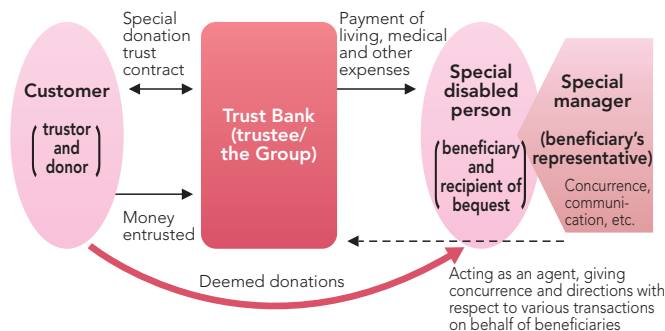 Special
donation
trust
contract
Payment of
living, medical
and other
expenses
Customer
(trustor
and
donor)
Trust Bank
(trustee/
the Group)
Special
disabled
person
(beneficiary
and
recipient of
bequest)
Special
manager
(beneficiary's
representative)
Concurrence,
communi-
cation, etc.
Money
entrusted
Deemed donations
Acting as an agent, giving
concurrence and directions with
respect to various transactions
on behalf of beneficiaries